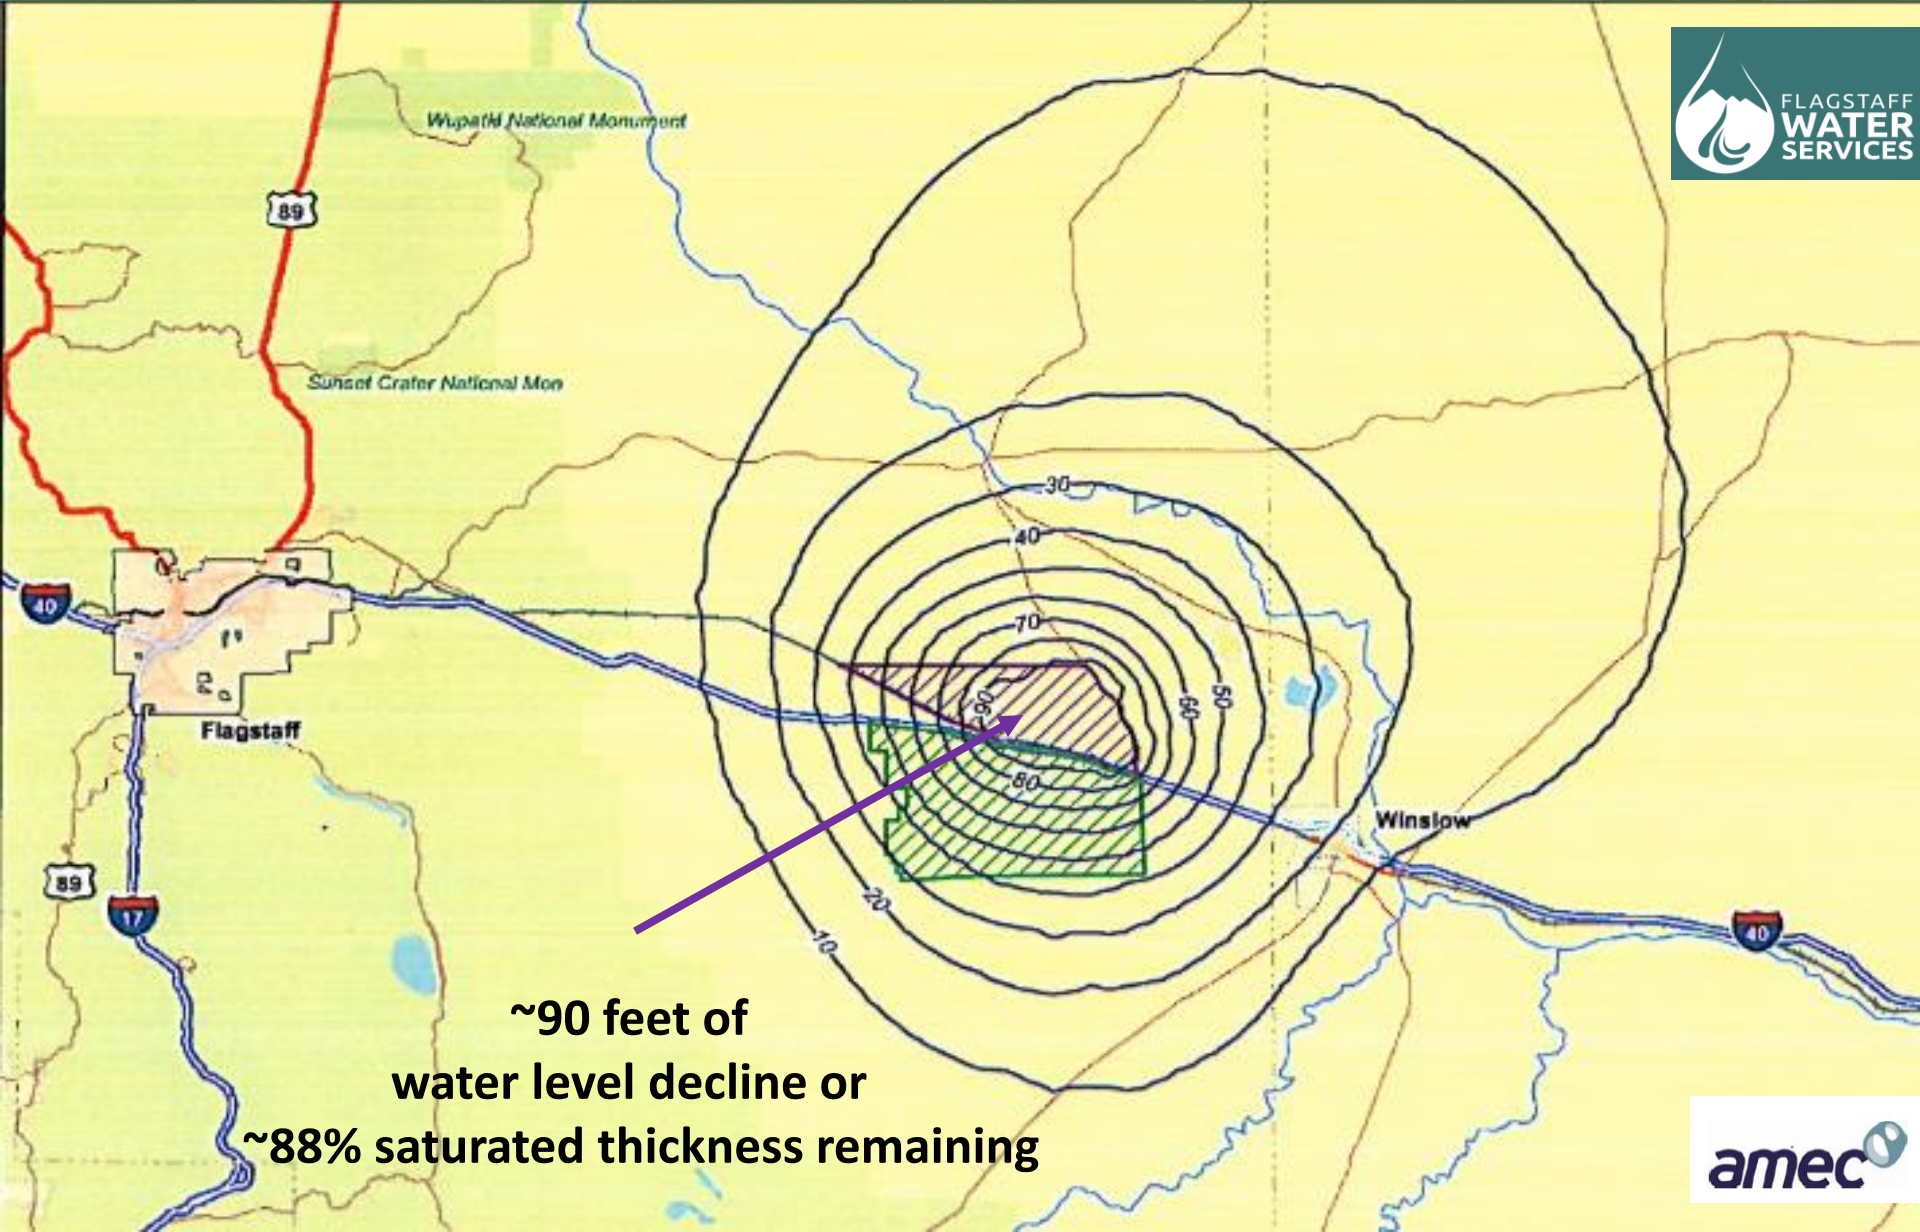 FLAGSTAFF
WATER
SERVICES
Wupatki National Monument
89
Sunset Crater National Mon
30
40
40
70
50
60
90
Flagstaff
80
Winslow
89
20
17
10
40
~90 feet of
water level decline or
~88% saturated thickness remaining
amec